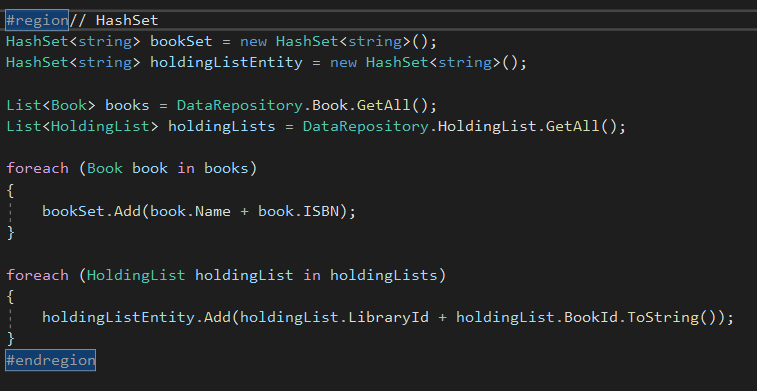 #region// HashSet
HashSet<string> bookSet = new HashSet<string>();
HashSet<string> holdingListEntity = new HashSet<string>();
List<Book> books = DataRepository.Book.GetAll();
List<HoldingList> holdingLists = DataRepository.HoldingList.GetAll();
foreach (Book book in books)
{
bookSet.Add(book.Name + book.ISBN);
}
foreach (HoldingList holdingList in holdingLists)
{
holdingListEntity.Add(holdingList.LibraryId + holdingList.BookId.ToString());
}
#endregion